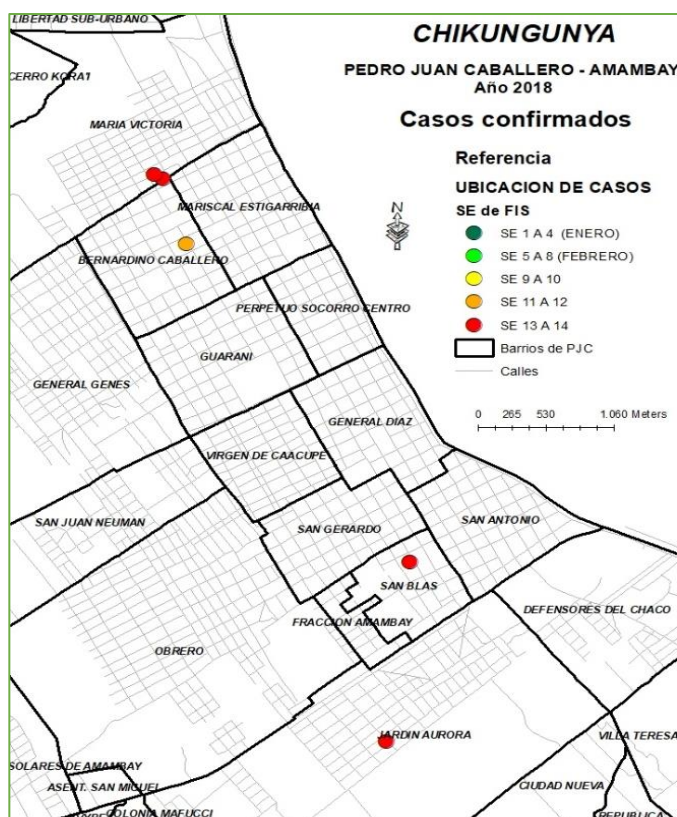 LIBERTAD SUB-URBANO
CHIKUNGUNYA
PEDRO JUAN CABALLERO - AMAMBAY
Año 2018
Casos confirmados
Referencia
UBICACION DE CASOS
SE de FIS
SE 1 A 4 (ENERO)
SE 5 A 8 (FEBRERO)
SE 9 A 10
SE 11 A 12
SE 13 A 14
Barrios de PJC
Calles
0 265 530 1.060 Meters
N
CERRO KORA'I
MARIA VICTORIA
MARISCAL ESTIGARRIBIA
BERNARDINO CABALLERO
PERPETUO SOCORRO CENTRO
GUARANI
GENERAL GENES
GENERAL DIAZ
VIRGEN DE CAACUPE
SAN JUAN NEUMAN
SAN GERARDO
SAN ANTONIO
SAN BLAS
FRACCION AMAMBAY
DEFENSORES DEL CHACO
OBRERO
JARDIN AURORA
VILLA TERESA
SOLARES DE AMAMBAY
ASENT. SAN MIGUEL
CIUDAD NUEVA
COLONIA MAFUCCI
REPUBLICA